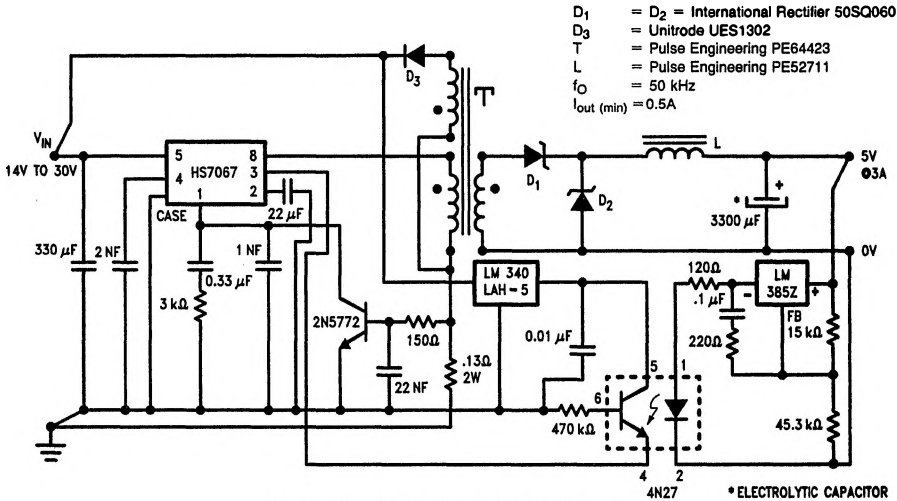 D1 = D2 = International Rectifier 50SQ060
D3 = Unitrode UES1302
T = Pulse Engineering PE64423
L = Pulse Engineering PE52711
fO = 50 kHz
Iout (min) = 0.5A
D3
T
VIN
14V TO 30V
5 HS7067 8
4 3
1 2
CASE
22 µF
L
D1
D2
*
+
3300 µF
5V
@3A
0V
330 µF
2 NF
0.33 µF
1 NF
3 kΩ
2N5772
150Ω
22 NF
.13Ω
2W
LM 340
LAH-5
0.01 µF
120Ω
.1 µF
220Ω
- LM +
385Z
FB
15 kΩ
45.3 kΩ
470 kΩ
6
5
1
4
2
4N27
* ELECTROLYTIC CAPACITOR